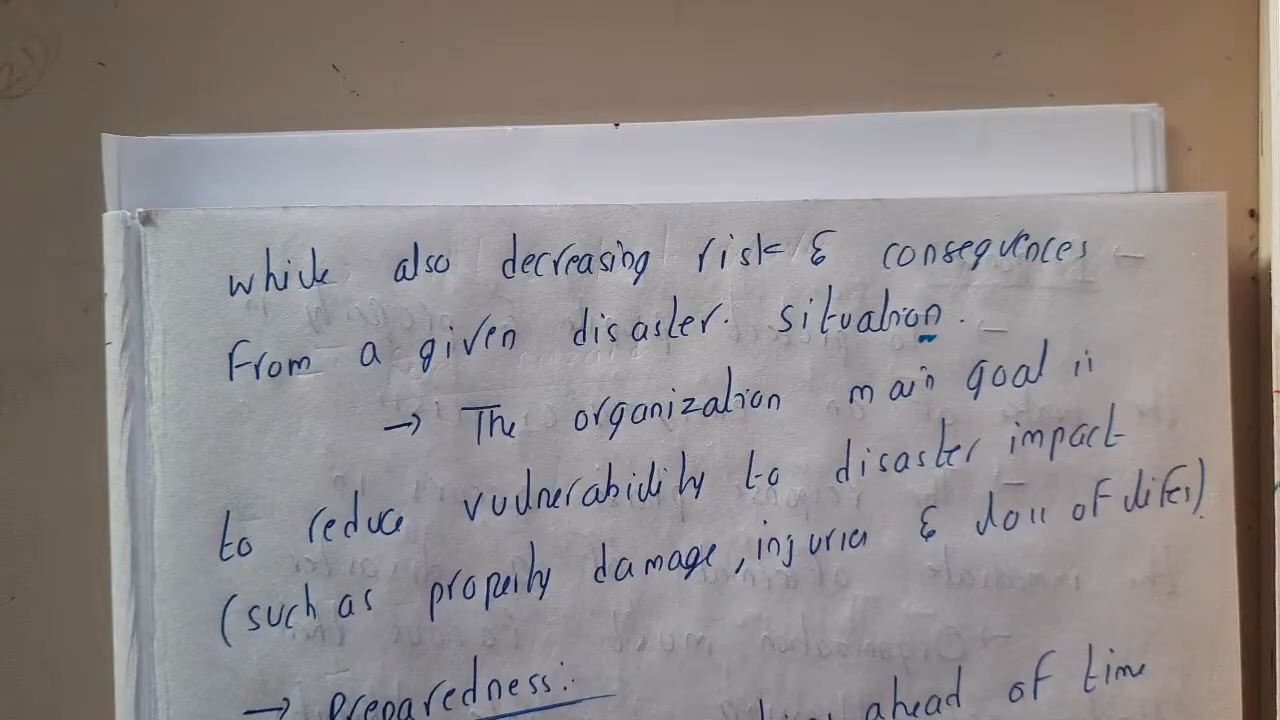 while also decreasing risk & consequences
From a given disaster. situation.
→ The organization main goal is
to reduce vulnerability to disaster impact
(such as property damage, injuries & loss of lifes)
→ Preparedness:
ahead of time